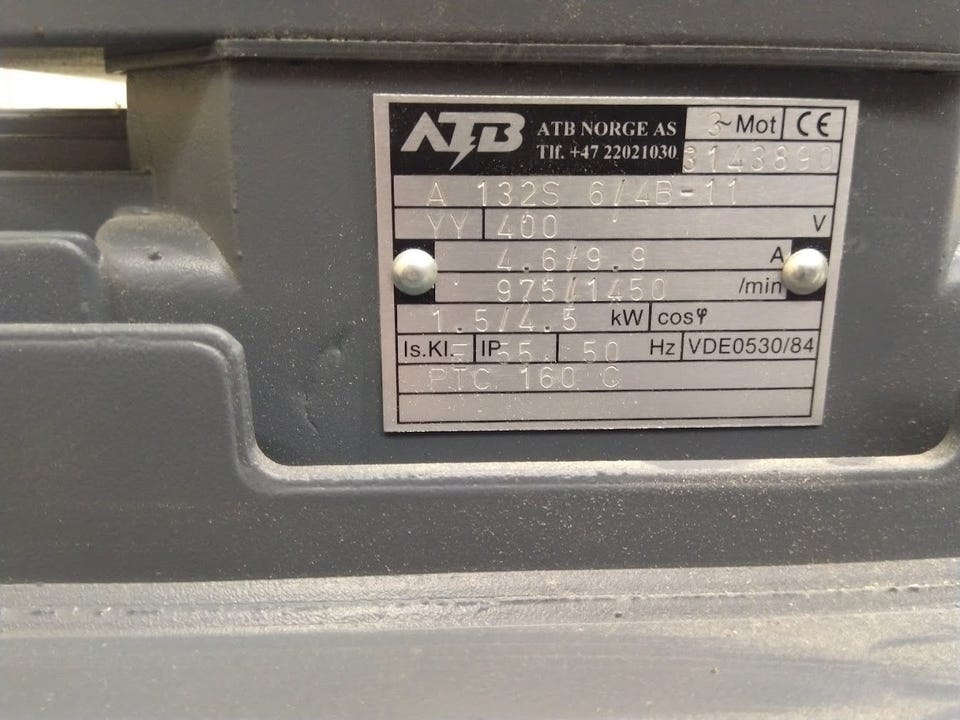 ATB ATB NORGE AS 3~Mot CE
Tlf. +47 22021030 3143890
A 132S 6/4B-11
YY 400 V
4.6/9.9 A
975/1450 /min
1.5/4.5 kW cosφ
Is.Kl. F IP 55 50 Hz VDE0530/84
PTC 160 C